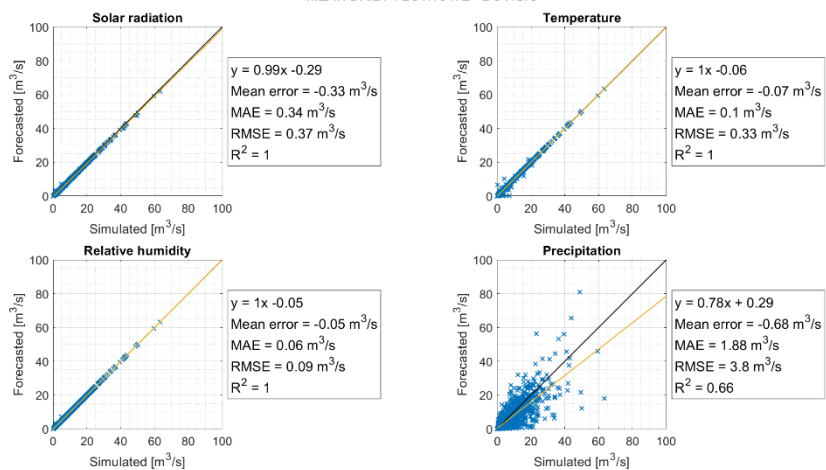 Solar radiation
100
80
60
40
20
0
0 20 40 60 80 100
Forecasted [m³/s]
Simulated [m³/s]
y = 0.99x -0.29
Mean error = -0.33 m³/s
MAE = 0.34 m³/s
RMSE = 0.37 m³/s
R² = 1
Temperature
100
80
60
40
20
0
0 20 40 60 80 100
Forecasted [m³/s]
Simulated [m³/s]
y = 1x -0.06
Mean error = -0.07 m³/s
MAE = 0.1 m³/s
RMSE = 0.33 m³/s
R² = 1
Relative humidity
100
80
60
40
20
0
0 20 40 60 80 100
Forecasted [m³/s]
Simulated [m³/s]
y = 1x -0.05
Mean error = -0.05 m³/s
MAE = 0.06 m³/s
RMSE = 0.09 m³/s
R² = 1
Precipitation
100
80
60
40
20
0
0 20 40 60 80 100
Forecasted [m³/s]
Simulated [m³/s]
y = 0.78x + 0.29
Mean error = -0.68 m³/s
MAE = 1.88 m³/s
RMSE = 3.8 m³/s
R² = 0.66